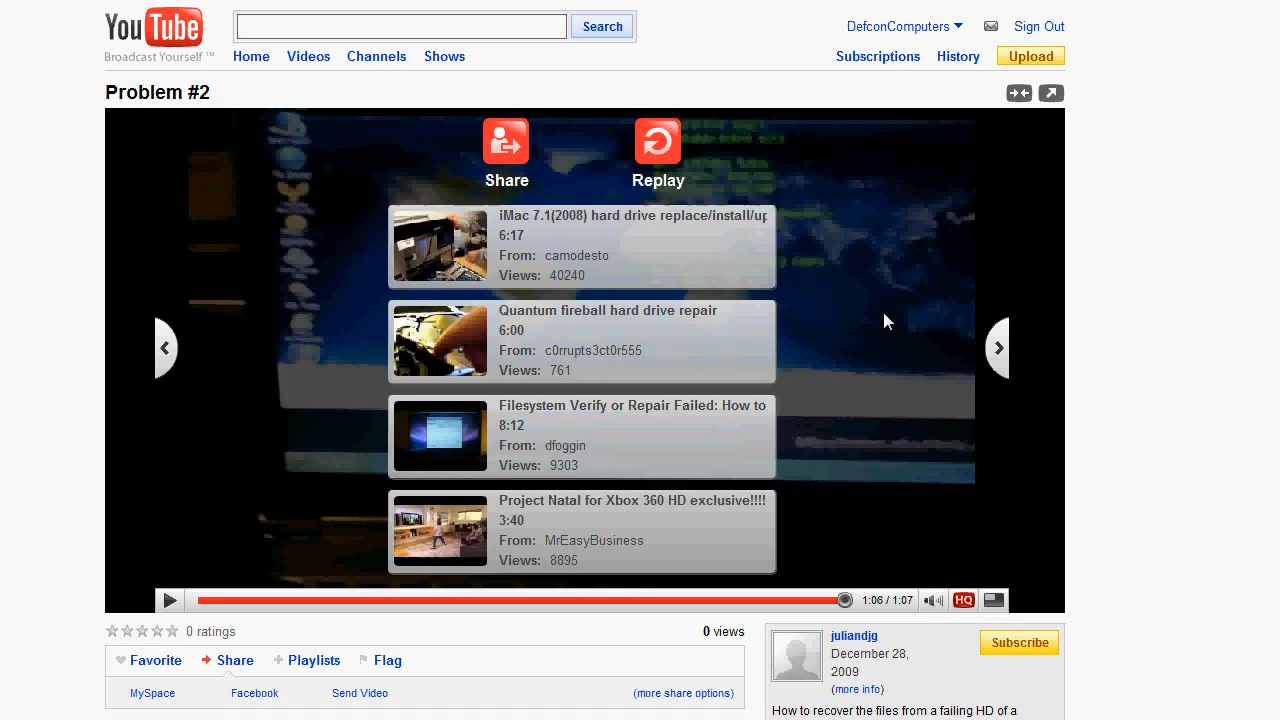 YouTube
Broadcast Yourself ™
Search
DefconComputers
Sign Out
Home
Videos
Channels
Shows
Subscriptions
History
Upload
Problem #2
Share
Replay
iMac 7.1(2008) hard drive replace/install/up
6:17
From: camodesto
Views: 40240
Quantum fireball hard drive repair
6:00
From: c0rrupts3ct0r555
Views: 761
Filesystem Verify or Repair Failed: How to
8:12
From: dfoggin
Views: 9303
Project Natal for Xbox 360 HD exclusive!!!!
3:40
From: MrEasyBusiness
Views: 8895
1:06 / 1:07
HQ
0 ratings
0 views
Favorite
Share
Playlists
Flag
MySpace
Facebook
Send Video
(more share options)
juliandjg
December 28,
2009
(more info)
Subscribe
How to recover the files from a failing HD of a